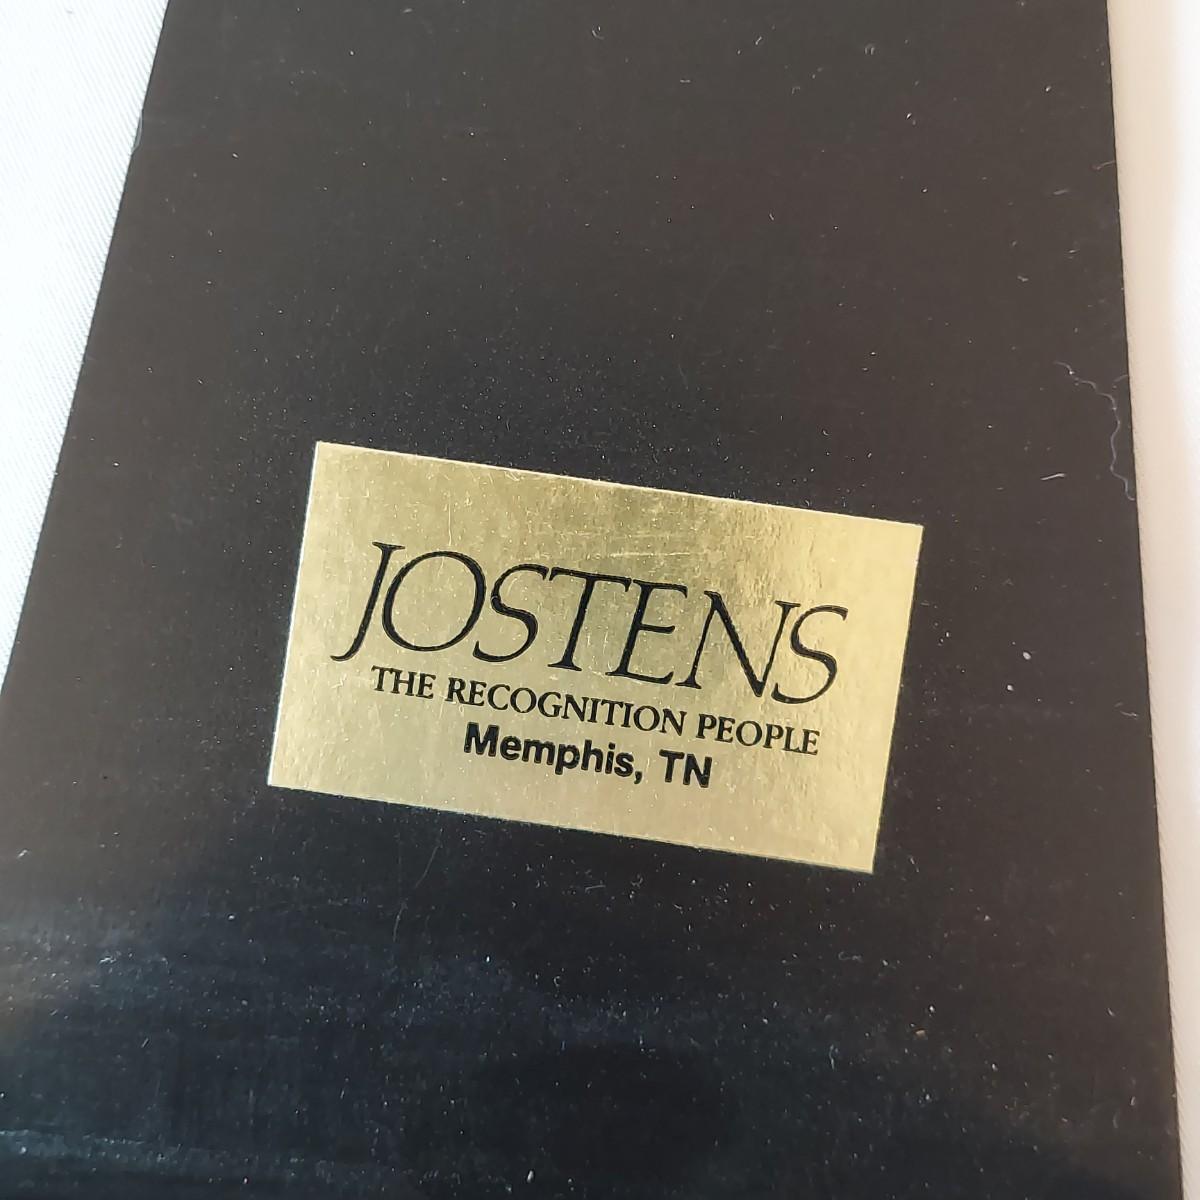 JOSTENS
THE RECOGNITION PEOPLE
Memphis, TN